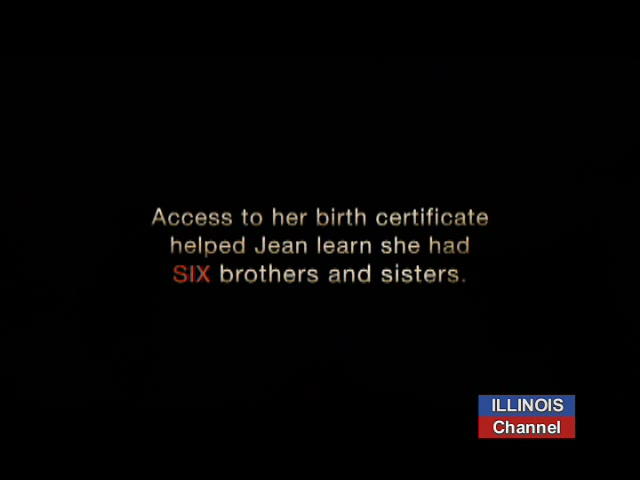 Access to her birth certificate
helped Jean learn she had
SIX brothers and sisters.
ILLINOIS
Channel